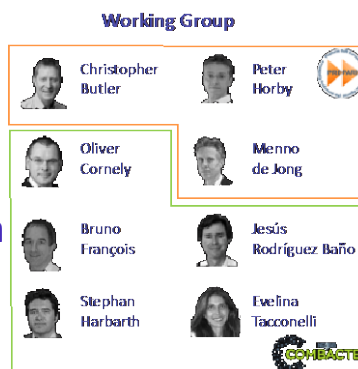 Working Group
Christopher
Butler
Peter
Horby
Oliver
Cornely
Menno
de Jong
Bruno
François
Jesús
Rodríguez Baño
Stephan
Harbarth
Evelina
Tacconelli
COMBACTE